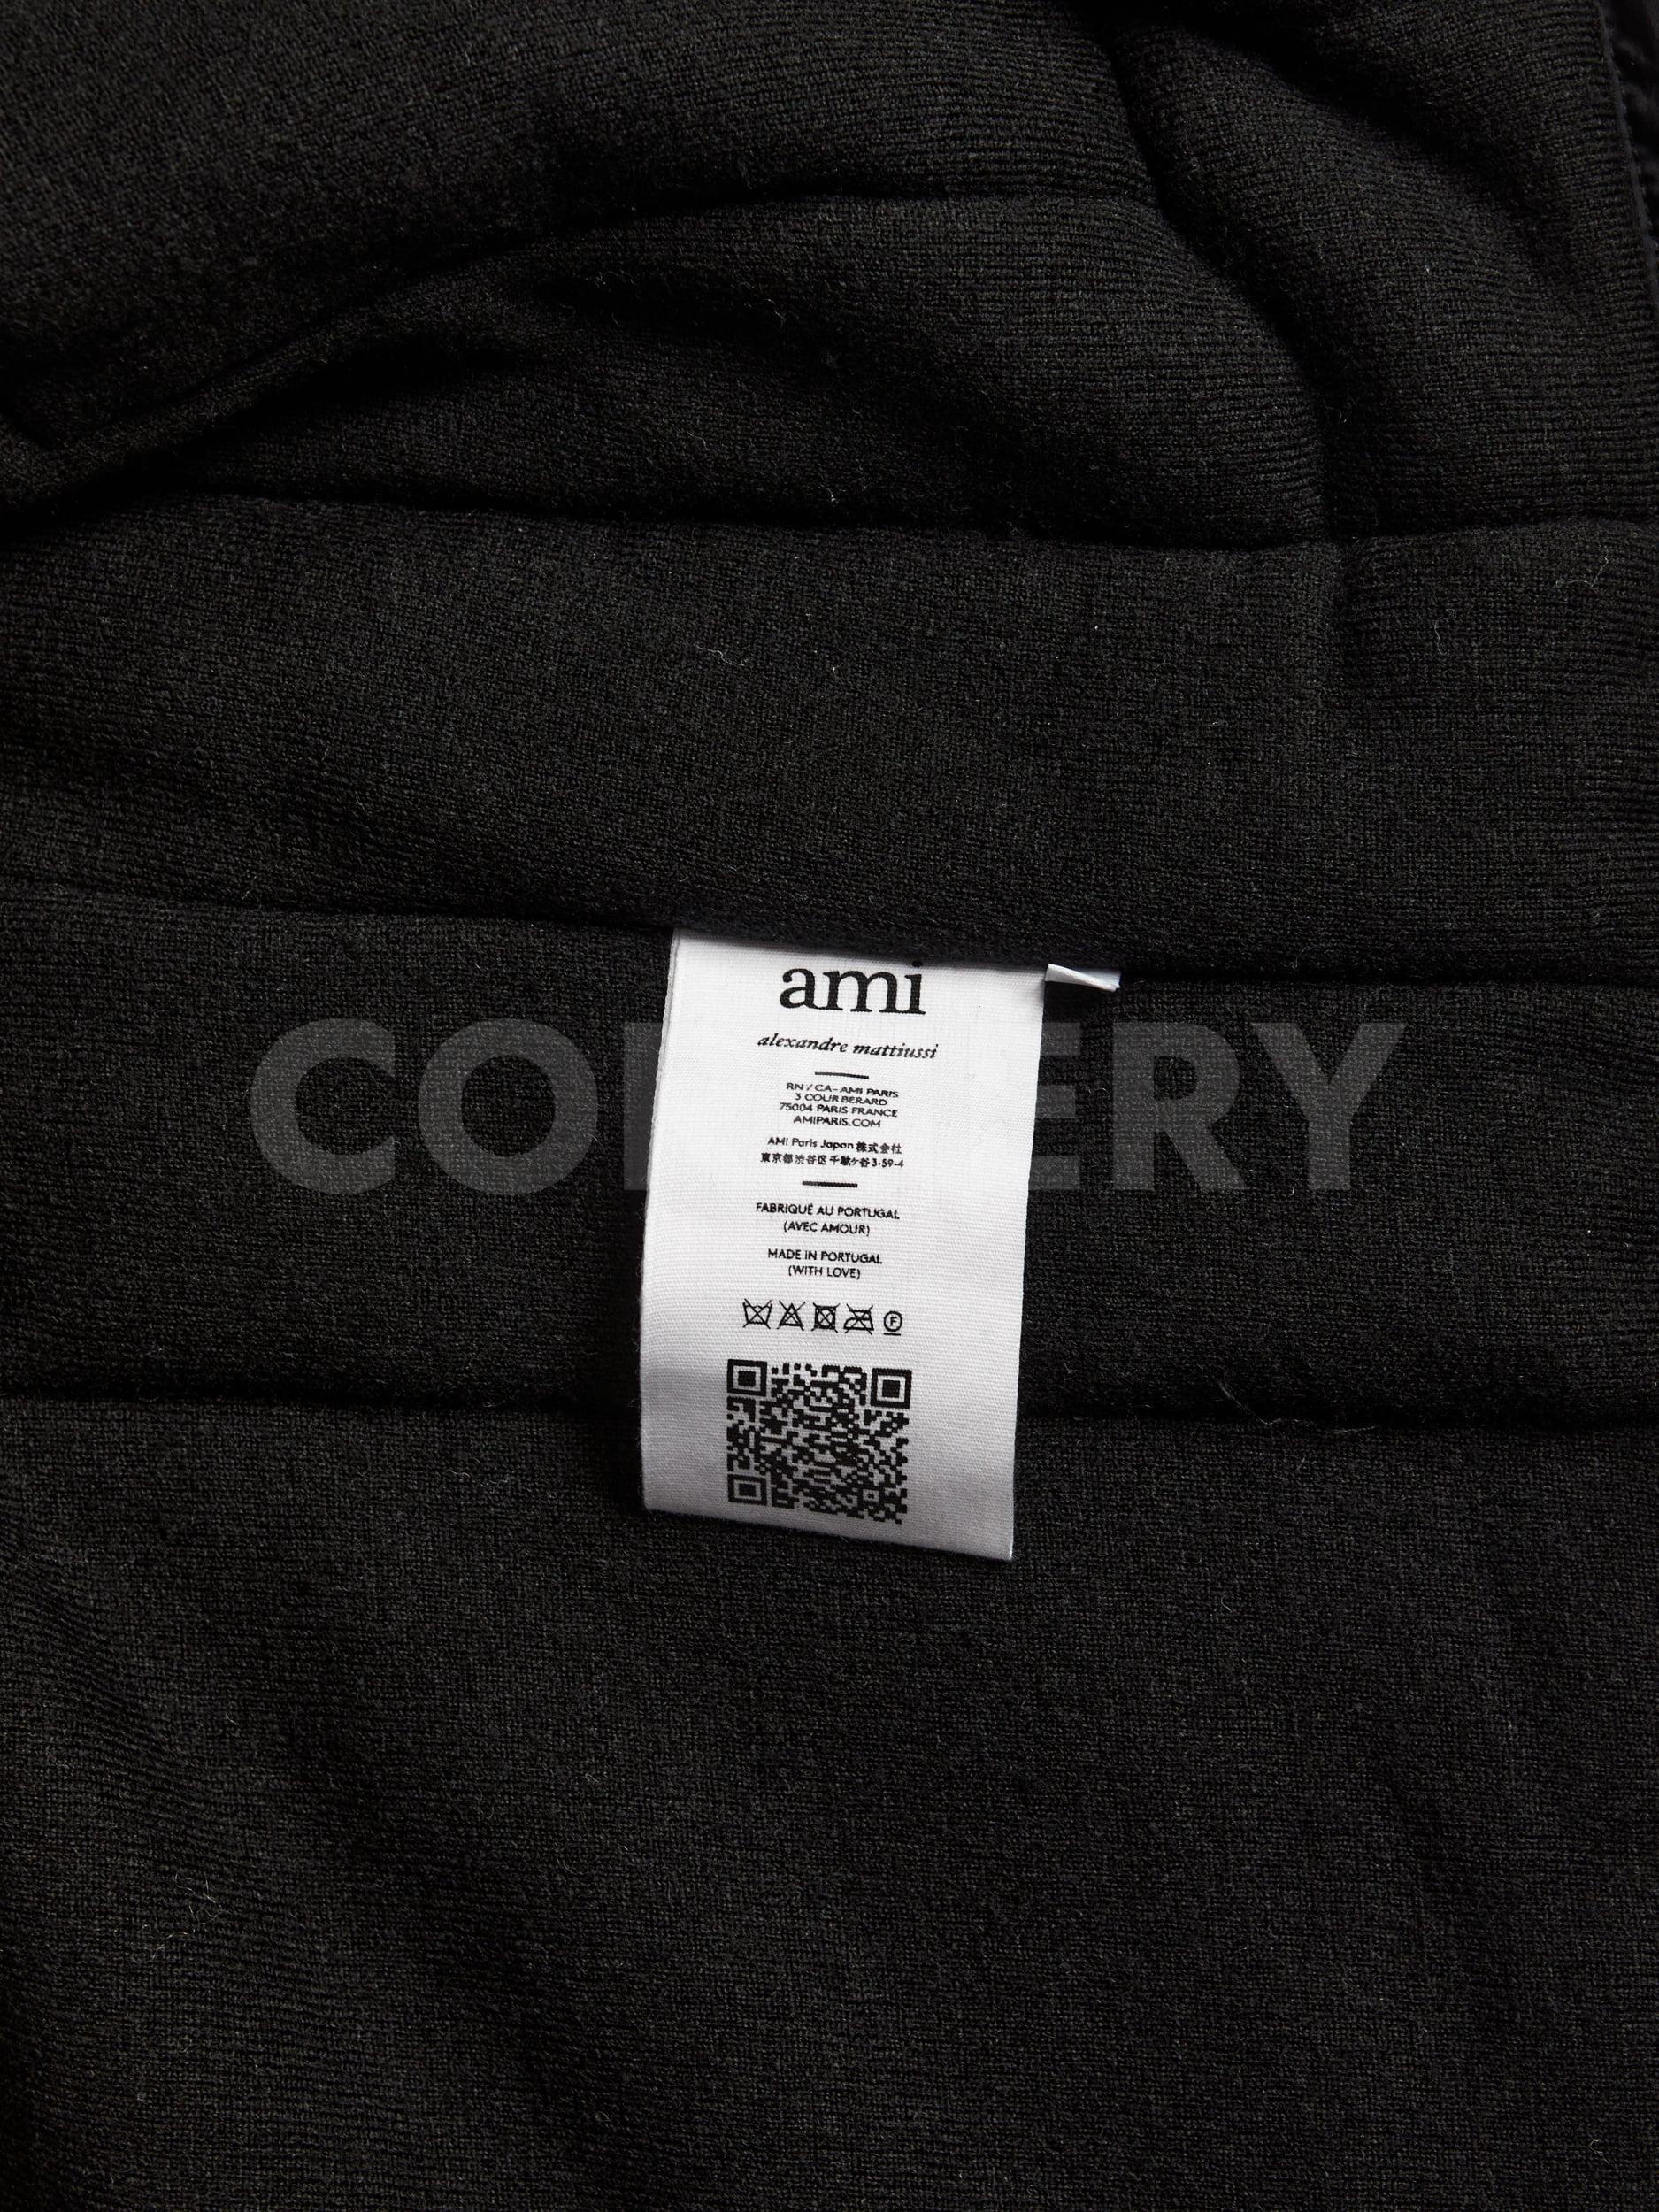 ami
alexandre mattiussi
RN / CA - AMI PARIS
3 COUR BERARD
75004 PARIS FRANCE
AMIPARIS.COM
AMI Paris Japan 株式会社
東京都渋谷区千駄ヶ谷3-59-4
FABRIQUÉ AU PORTUGAL
(AVEC AMOUR)
MADE IN PORTUGAL
(WITH LOVE)
F